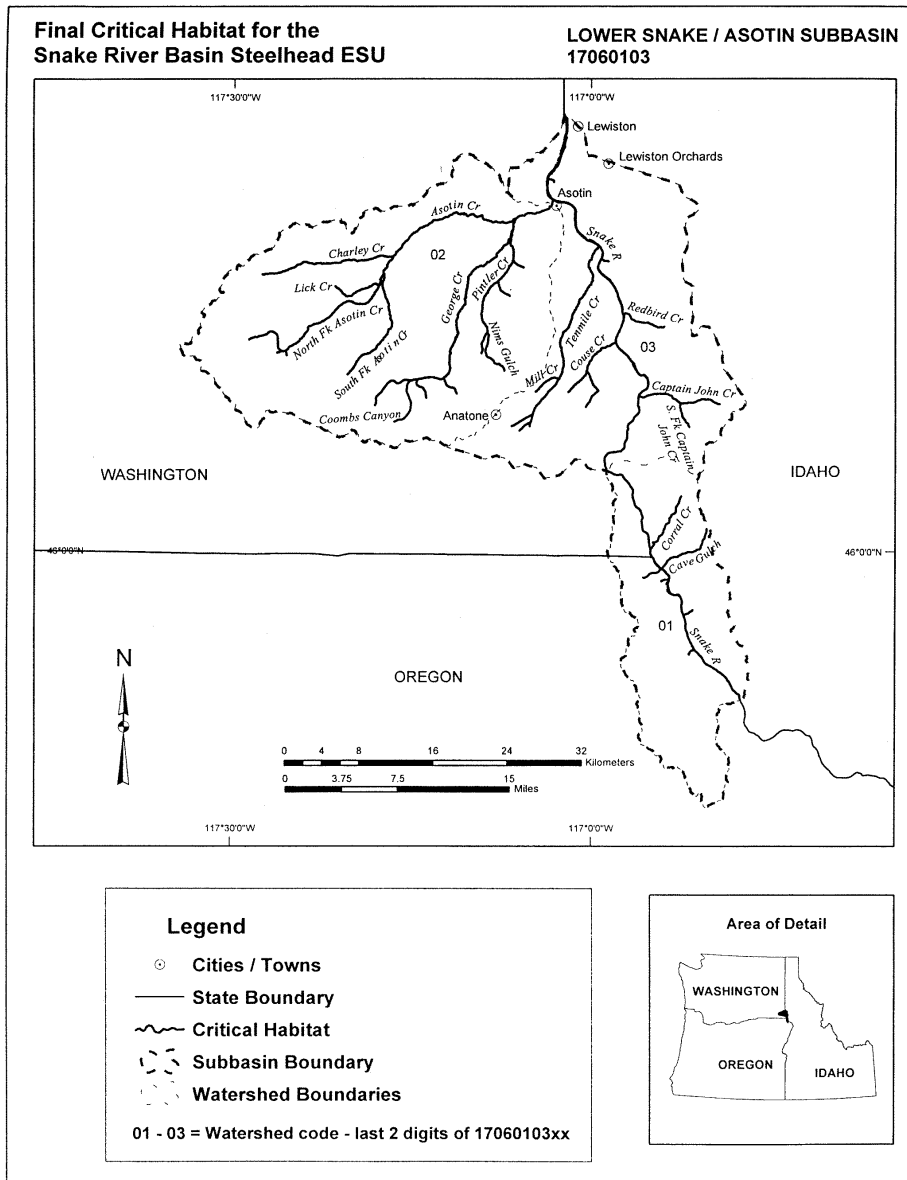 Final Critical Habitat for the
Snake River Basin Steelhead ESU
LOWER SNAKE / ASOTIN SUBBASIN
17060103
117°30'0"W
117°0'0"W
Lewiston
Lewiston Orchards
Asotin
Asotin Cr
Snake R
Charley Cr
02
Lick Cr
George Cr
Pintler Cr
North Fk Asotin Cr
South Fk Asotin Cr
Nims Gulch
Tenmile Cr
Redbird Cr
Couse Cr
03
Mill Cr
Captain John Cr
Coombs Canyon
Anatone
S. Fk Captain
John Cr
WASHINGTON
IDAHO
Corral Cr
46°0'0"N
46°0'0"N
Cave Gulch
01
Snake R
N
OREGON
0 4 8 16 24 32
Kilometers
0 3.75 7.5 15
Miles
117°30'0"W
117°0'0"W
Legend
Cities / Towns
State Boundary
Critical Habitat
Subbasin Boundary
Watershed Boundaries
01 - 03 = Watershed code - last 2 digits of 17060103xx
Area of Detail
WASHINGTON
OREGON
IDAHO